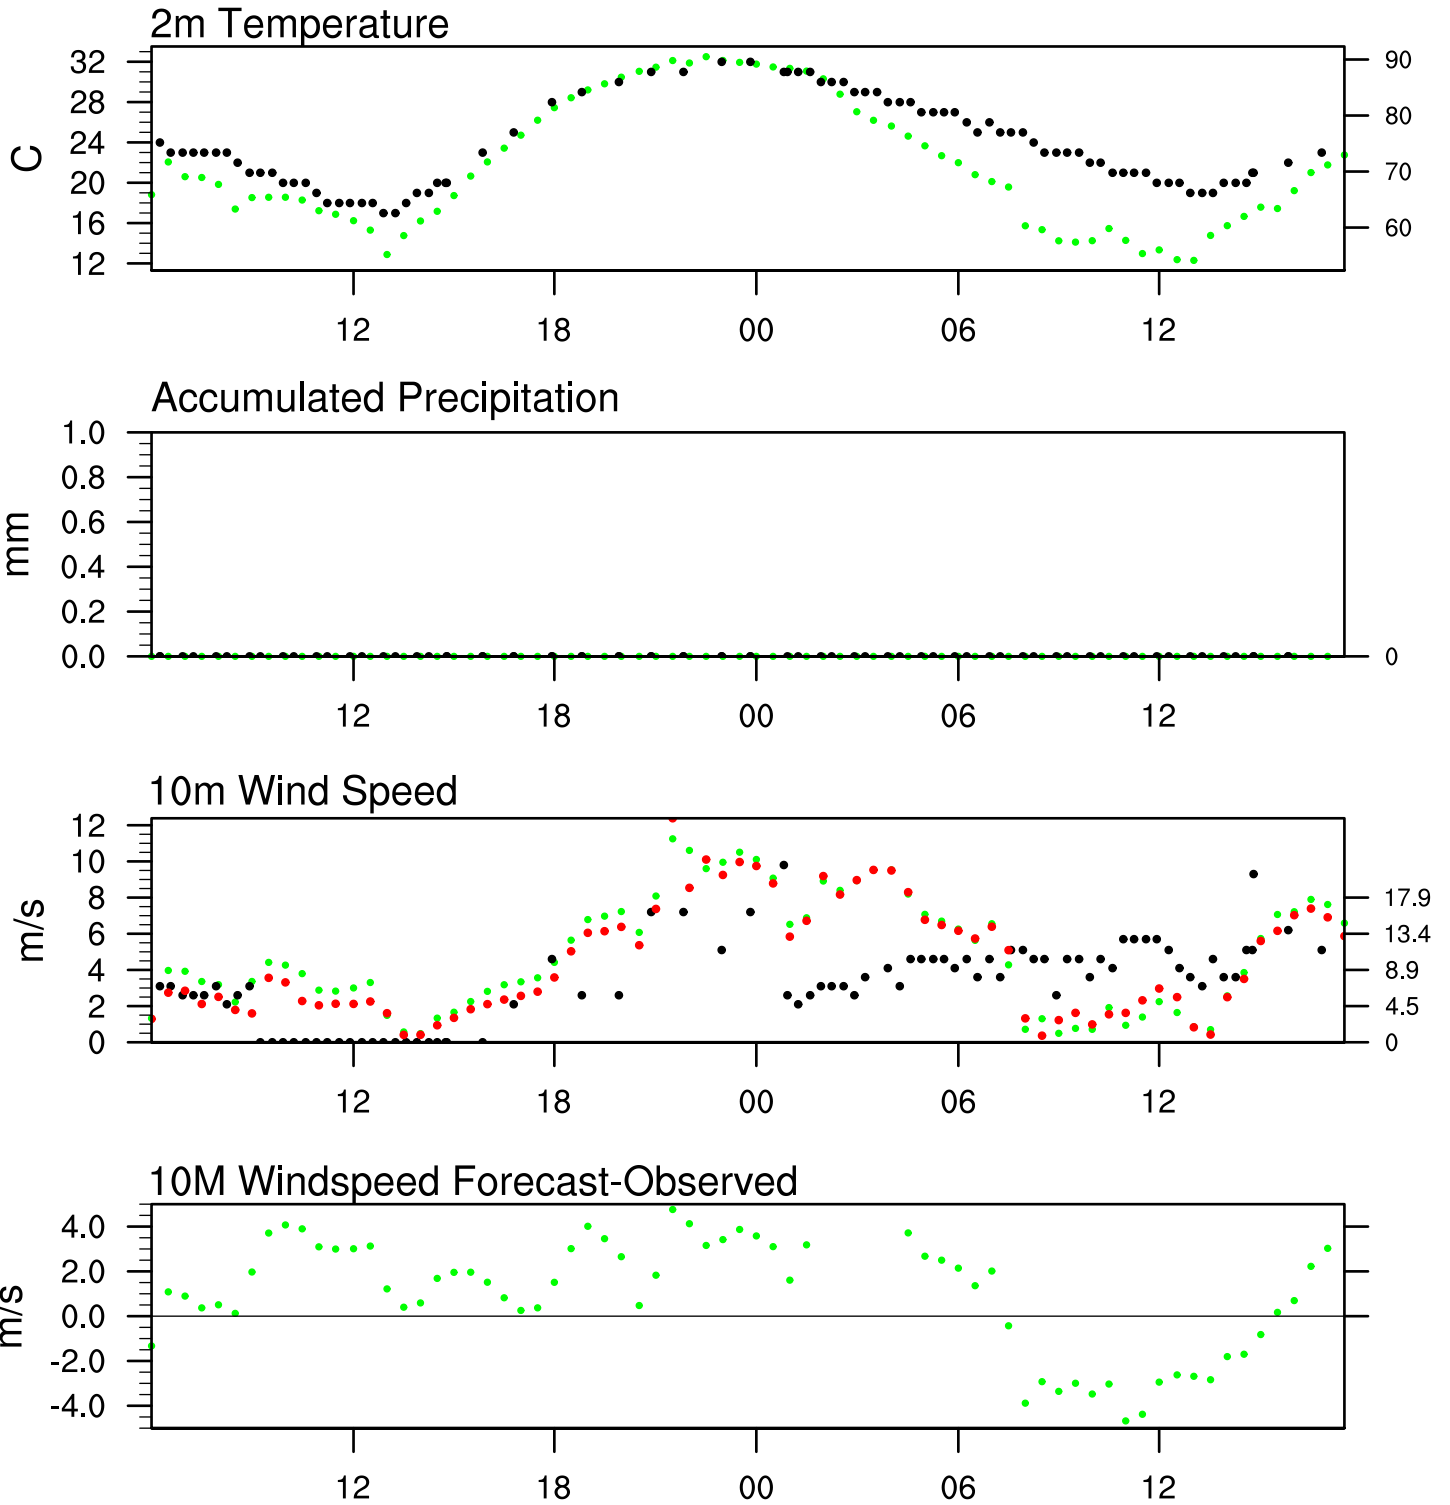 2m Temperature
32 90
28 80
24
C
20 70
16 60
12
12 18 00 06 12
Accumulated Precipitation
1.0
0.8
0.6
mm
0.4
0.2
0.0 0
12 18 00 06 12
10m Wind Speed
12
10
8 17.9
m/s
6 13.4
4 8.9
2 4.5
0 0
12 18 00 06 12
10M Windspeed Forecast-Observed
4.0
2.0
m/s
0.0
-2.0
-4.0
12 18 00 06 12